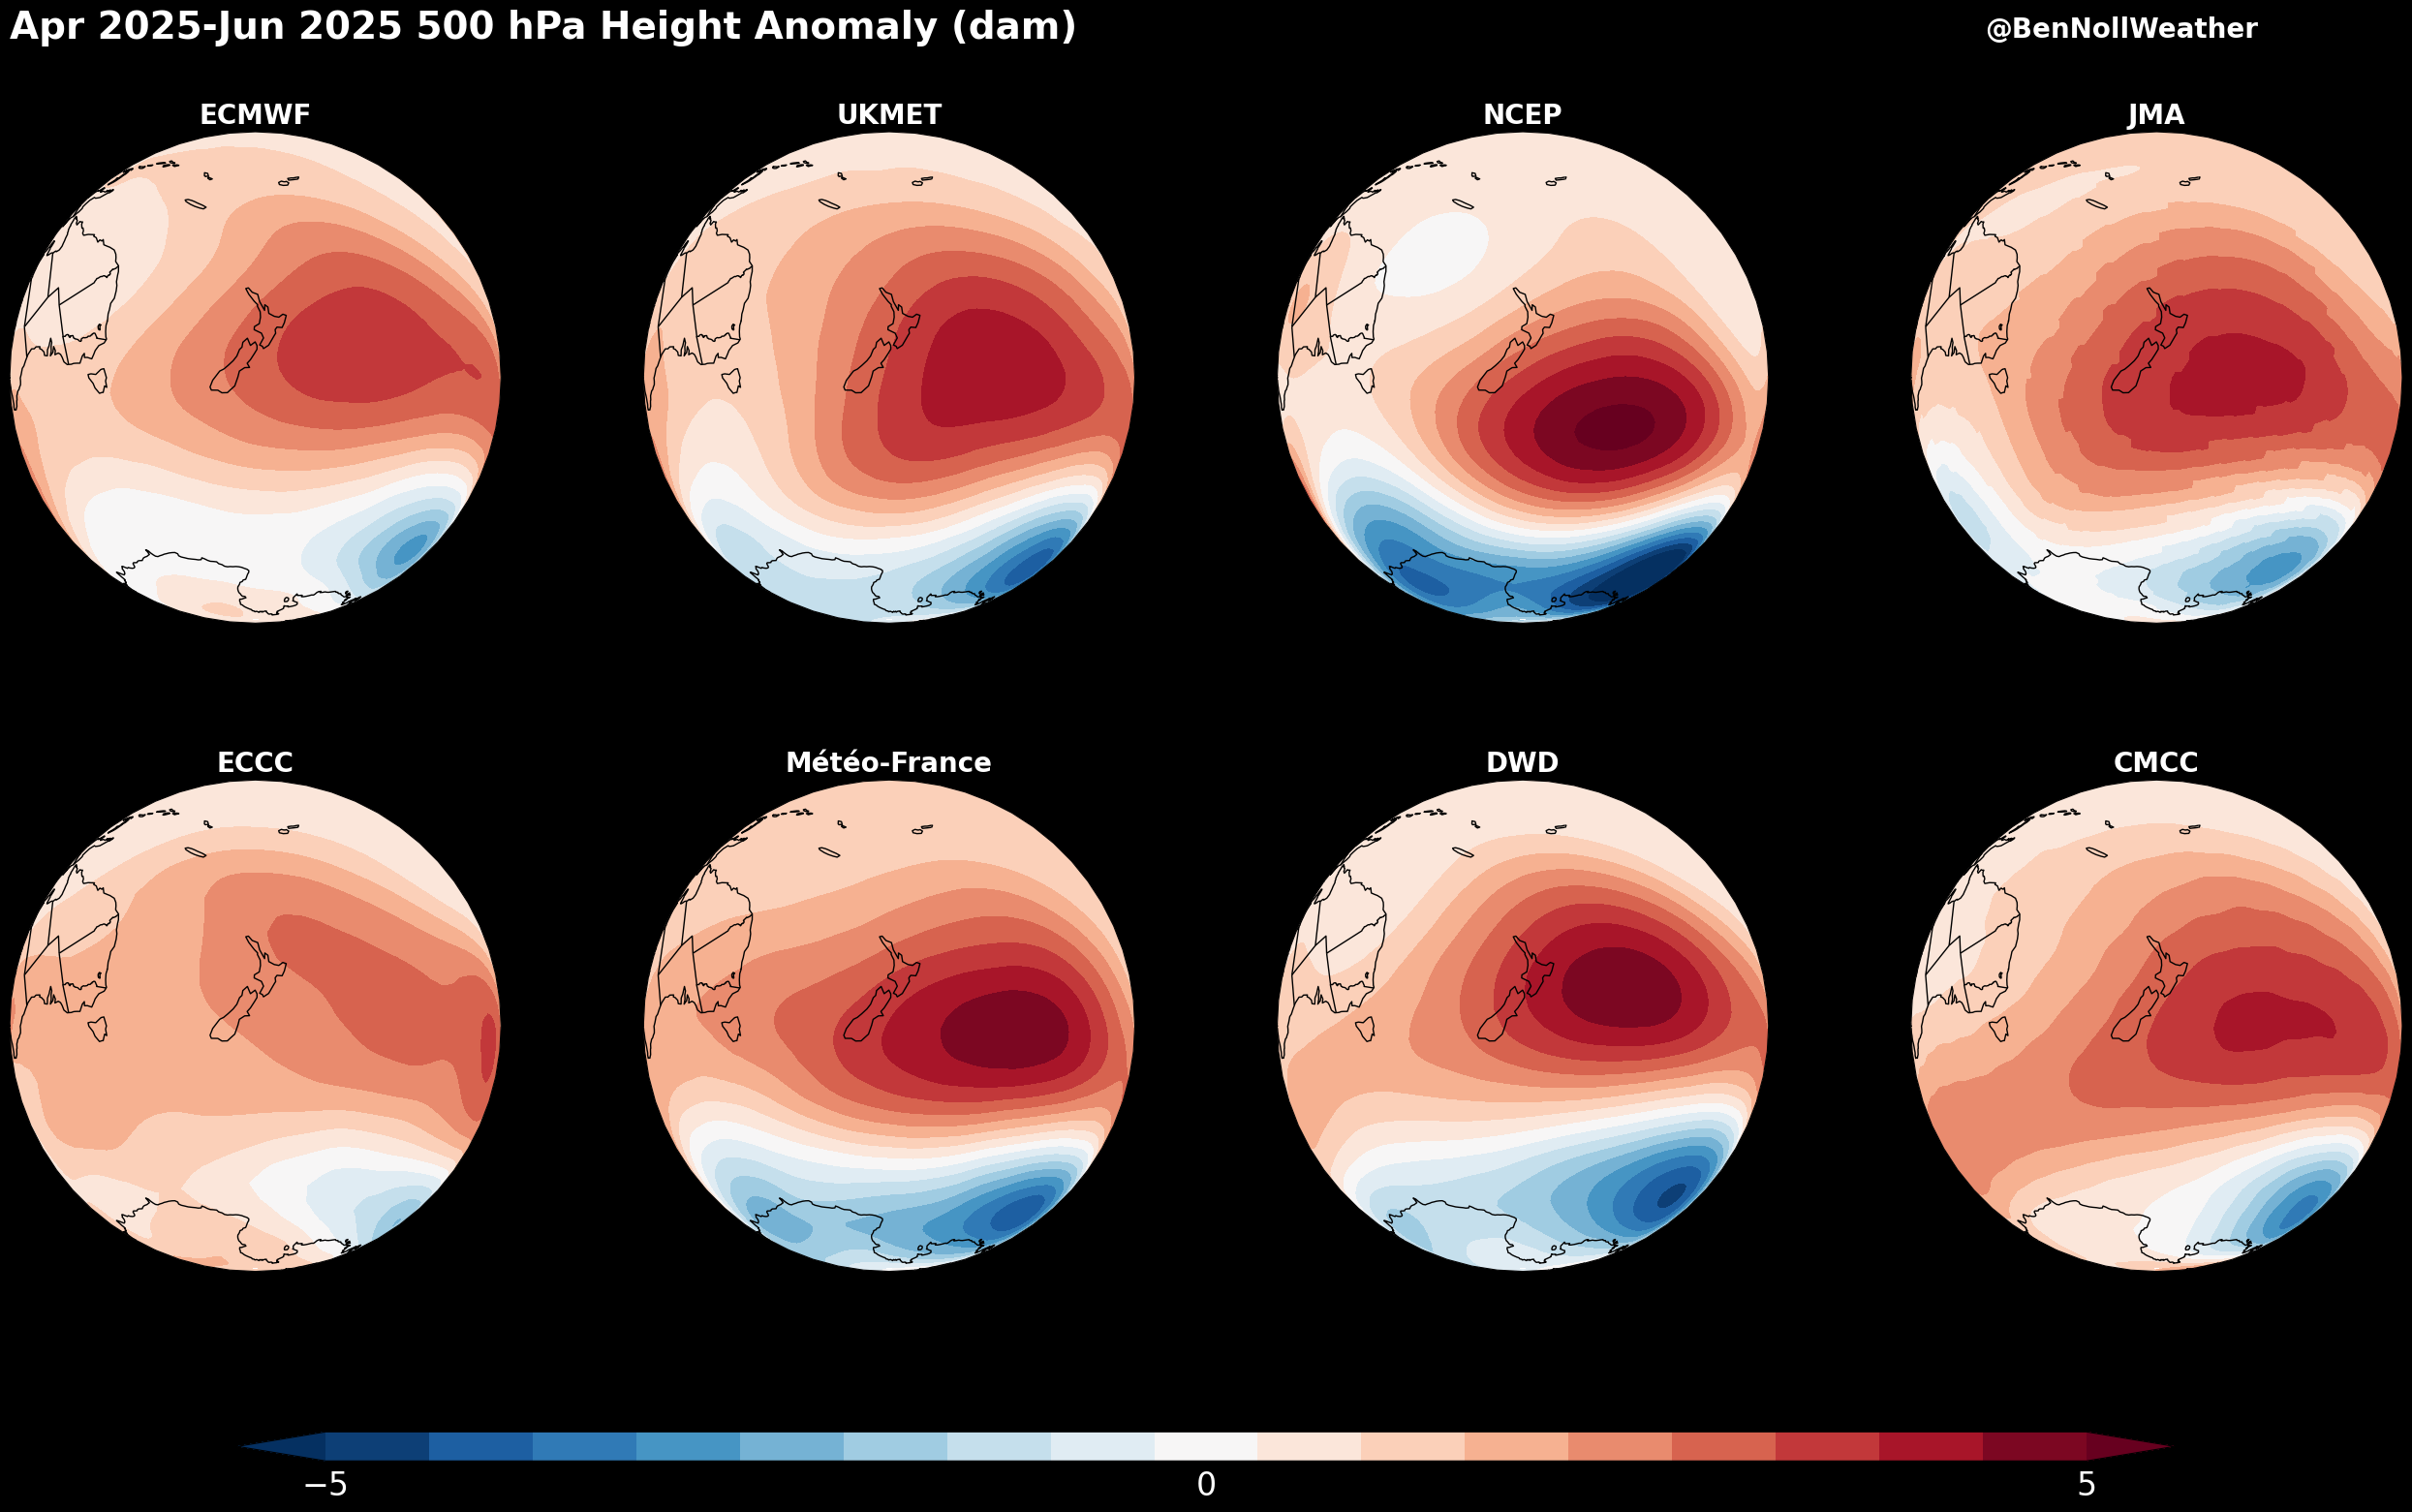 Apr 2025-Jun 2025 500 hPa Height Anomaly (dam)
@BenNollWeather
ECMWF
UKMET
NCEP
JMA
ECCC
Météo-France
DWD
CMCC
−5
0
5